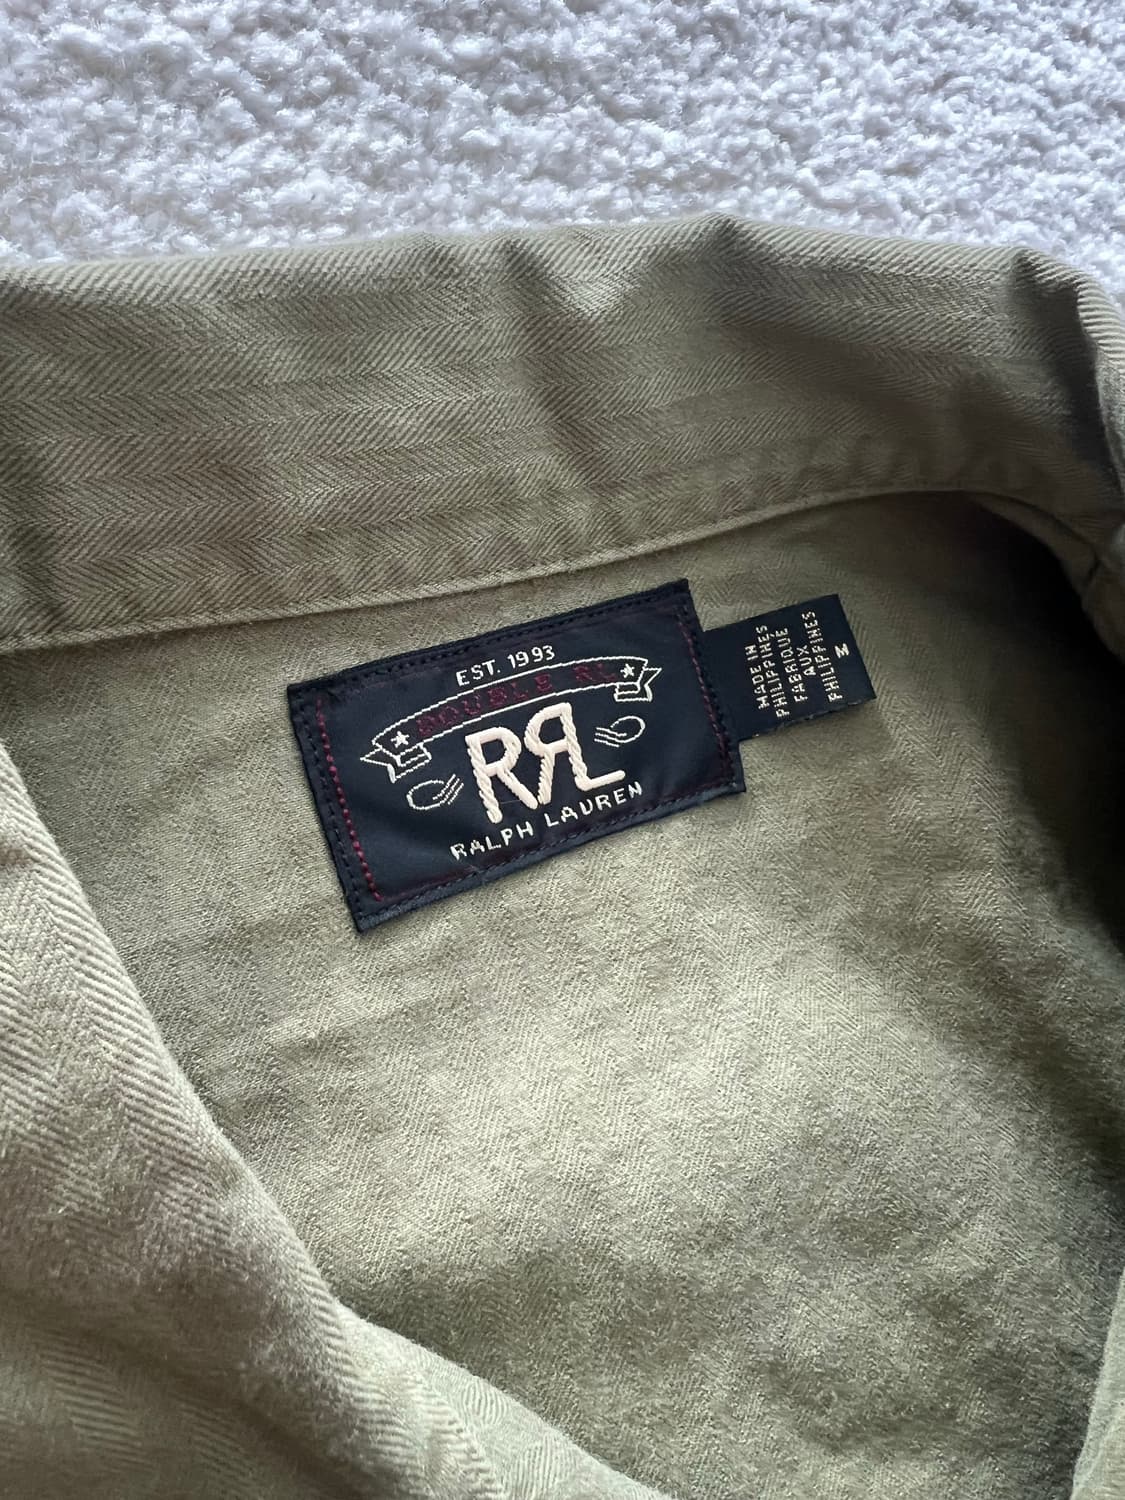 EST. 1993
DOUBLE RL
RRL
RALPH LAUREN
MADE IN
PHILIPPINES
FABRIQUE
AUX
PHILIPPINES
M